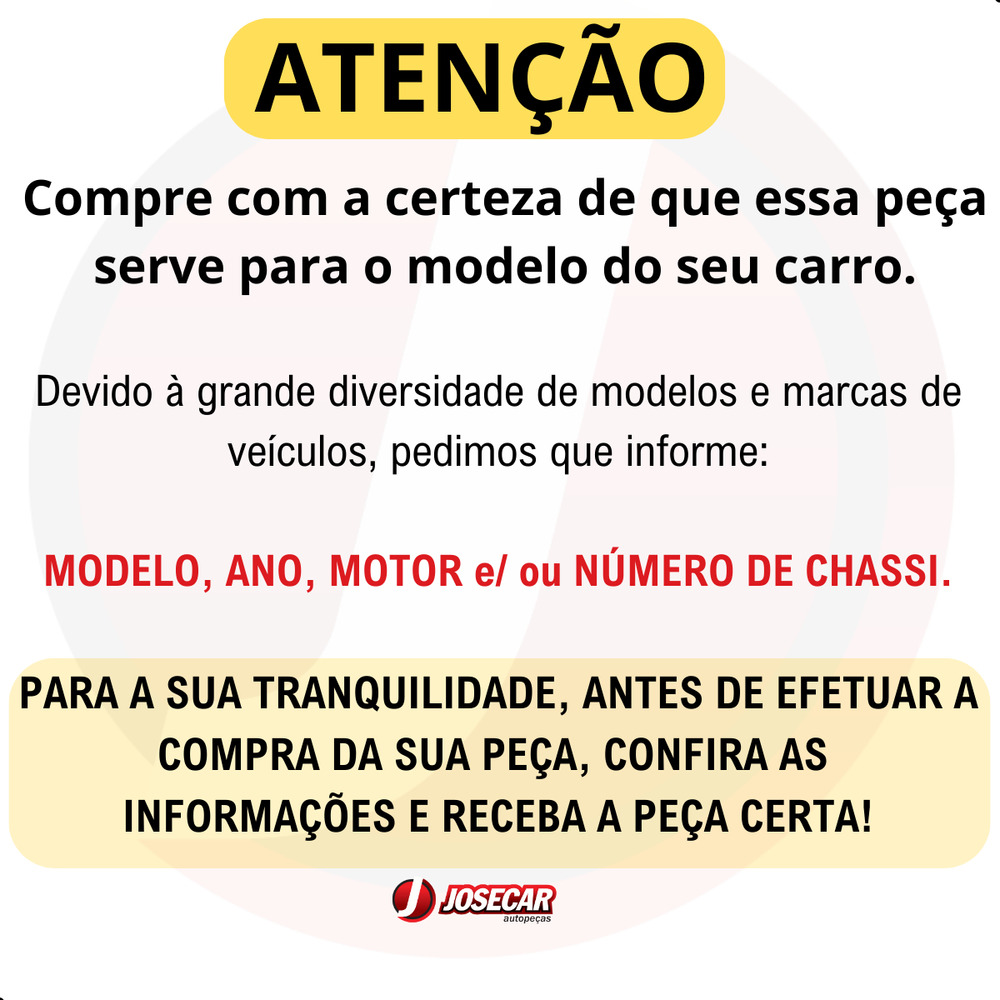 ATENÇÃO
Compre com a certeza de que essa peça
serve para o modelo do seu carro.
Devido à grande diversidade de modelos e marcas de
veículos, pedimos que informe:
MODELO, ANO, MOTOR e/ ou NÚMERO DE CHASSI.
PARA A SUA TRANQUILIDADE, ANTES DE EFETUAR A
COMPRA DA SUA PEÇA, CONFIRA AS
INFORMAÇÕES E RECEBA A PEÇA CERTA!
JOSECAR
autopeças